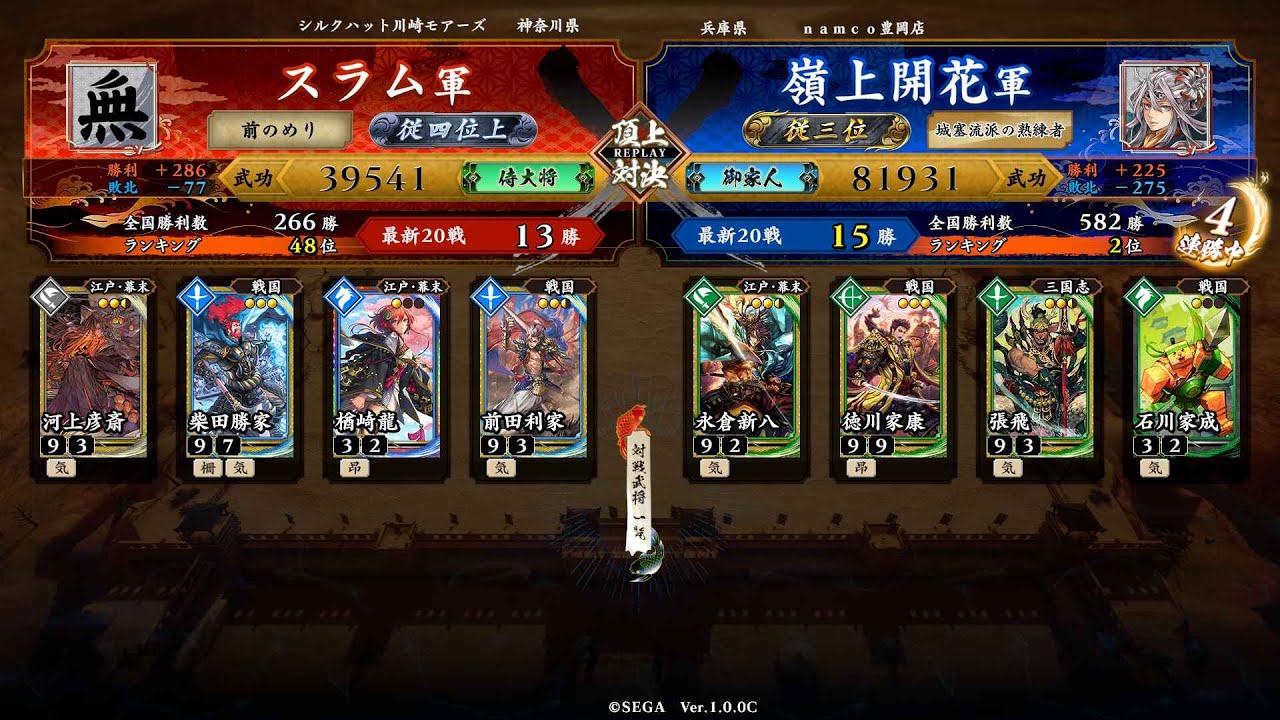 シルクハット川崎モアーズ 神奈川県
兵庫県 ｎａｍｃｏ豊岡店
スラム軍
無
前のめり
従四位上
勝利 +286
敗北 -77
武功 39541 侍大将
全国勝利数 266勝
ランキング 48位
最新20戦 13勝
頂上
REPLAY
対決
嶺上開花軍
従三位
城塞流派の熟練者
御家人 81931 武功
勝利 +225
敗北 -275
最新20戦 15勝
全国勝利数 582勝
ランキング 2位
4
連勝中
江戸・幕末
河上彦斎
9 3
気
戦国
柴田勝家
9 7
柵 気
江戸・幕末
楢崎龍
3 2
昂
戦国
前田利家
9 3
気
対戦武将一覧
江戸・幕末
永倉新八
9 2
気
戦国
徳川家康
9 9
昂
三国志
張飛
9 3
気
戦国
石川家成
3 2
気
©SEGA Ver.1.0.0C